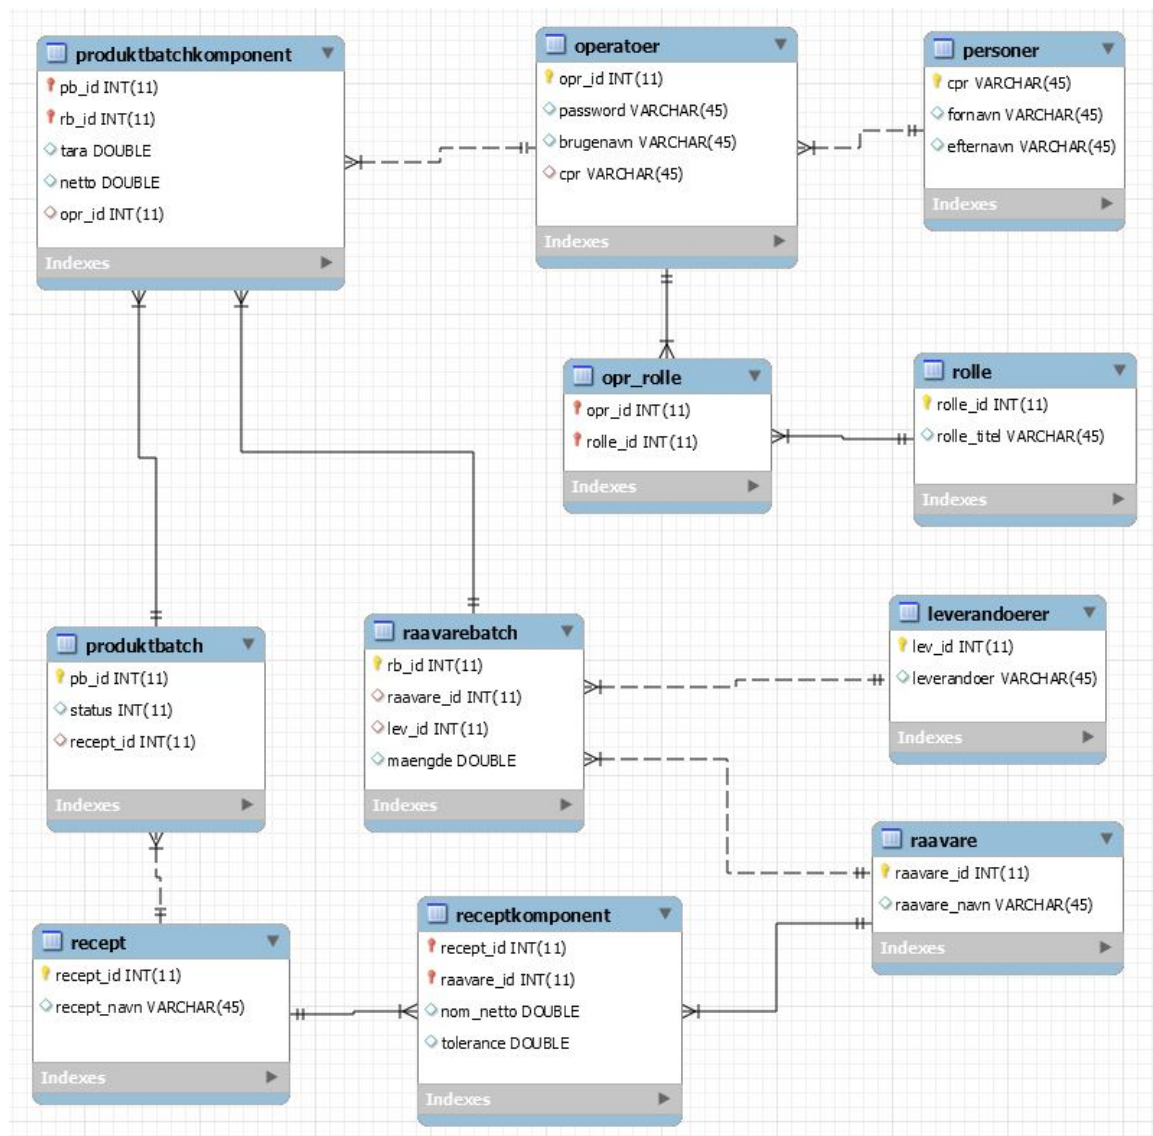 produktbatchkomponent
pb_id INT(11)
rb_id INT(11)
tara DOUBLE
netto DOUBLE
opr_id INT(11)
Indexes
operatoer
opr_id INT(11)
password VARCHAR(45)
brugenavn VARCHAR(45)
cpr VARCHAR(45)
Indexes
personer
cpr VARCHAR(45)
fornavn VARCHAR(45)
efternavn VARCHAR(45)
Indexes
opr_rolle
opr_id INT(11)
rolle_id INT(11)
Indexes
rolle
rolle_id INT(11)
rolle_titel VARCHAR(45)
Indexes
produktbatch
pb_id INT(11)
status INT(11)
recept_id INT(11)
Indexes
raavarebatch
rb_id INT(11)
raavare_id INT(11)
lev_id INT(11)
maengde DOUBLE
Indexes
leverandoerer
lev_id INT(11)
leverandoer VARCHAR(45)
Indexes
raavare
raavare_id INT(11)
raavare_navn VARCHAR(45)
Indexes
recept
recept_id INT(11)
recept_navn VARCHAR(45)
Indexes
receptkomponent
recept_id INT(11)
raavare_id INT(11)
nom_netto DOUBLE
tolerance DOUBLE
Indexes